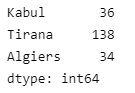 Kabul 36
Tirana 138
Algiers 34
dtype: int64